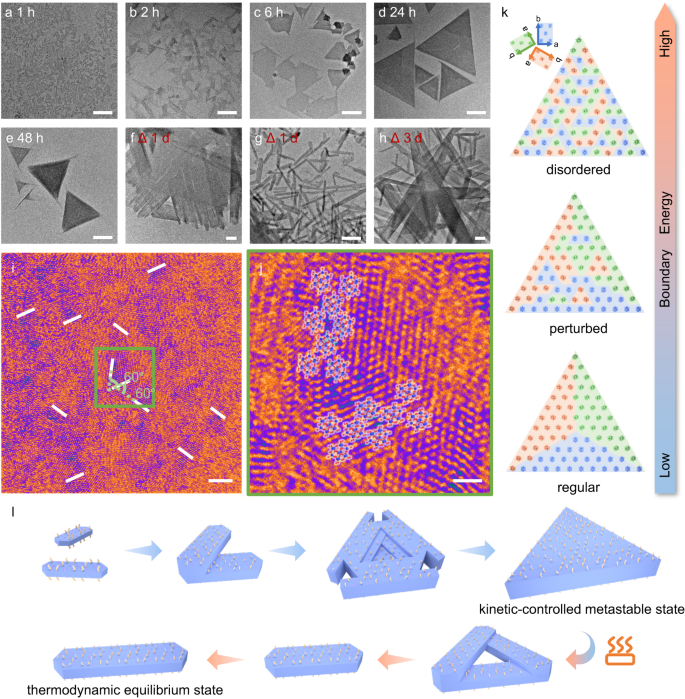 a 1 h
b 2 h
c 6 h
d 24 h
e 48 h
f Δ 1 d
g Δ 1 d
h Δ 3 d
i
60°
60°
j
k
b
a
b
a
b
a
disordered
perturbed
regular
High
Boundary Energy
Low
l
kinetic-controlled metastable state
thermodynamic equilibrium state